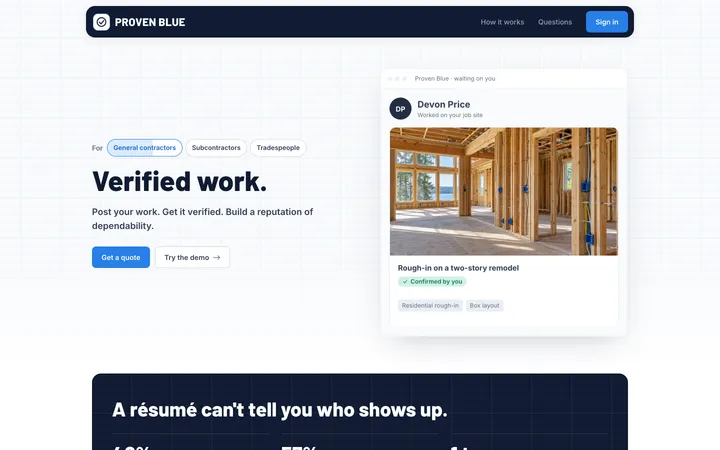 PROVEN BLUE
How it works
Questions
Sign in
Proven Blue · waiting on you
DP
Devon Price
Worked on your job site
For
General contractors
Subcontractors
Tradespeople
Verified work.
Post your work. Get it verified. Build a reputation of
dependability.
Get a quote
Try the demo →
Rough-in on a two-story remodel
✓ Confirmed by you
Residential rough-in
Box layout
A résumé can't tell you who shows up.